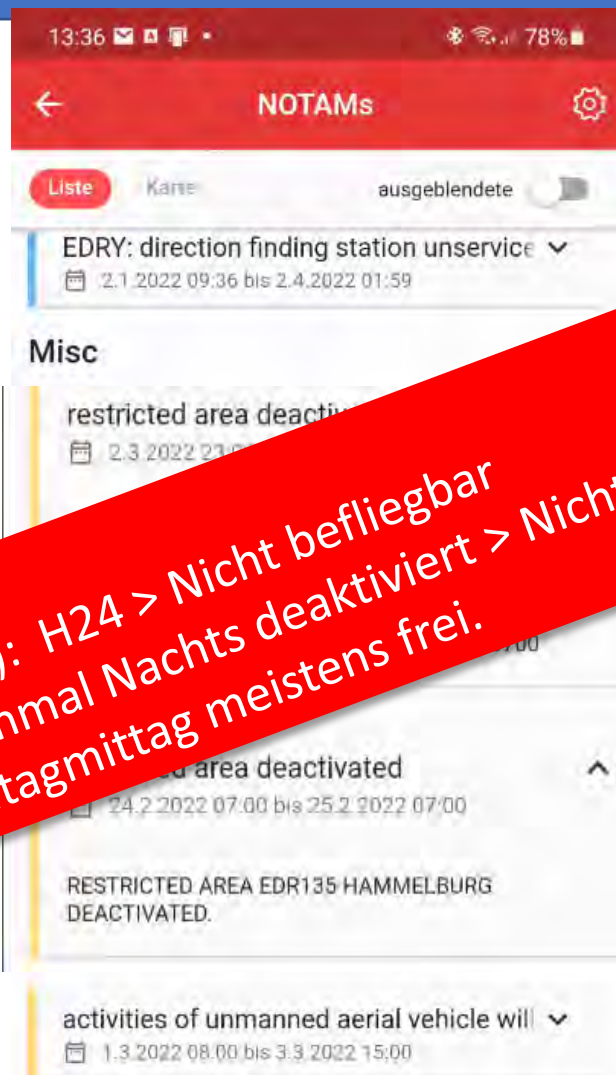 13:36 78%
NOTAMs
Liste Karte ausgeblendete
EDRY: direction finding station unservice
2.1.2022 09:36 bis 2.4.2022 01:59
Misc
restricted area deactiv
2.3.2022
: H24 > Nicht befliegbar
nmal Nachts deaktiviert > Nicht
tagmittag meistens frei.
area deactivated
24.2.2022 07:00 bis 25.2.2022 07:00
RESTRICTED AREA EDR135 HAMMELBURG
DEACTIVATED.
activities of unmanned aerial vehicle will
1.3.2022 08:00 bis 3.3.2022 15:00